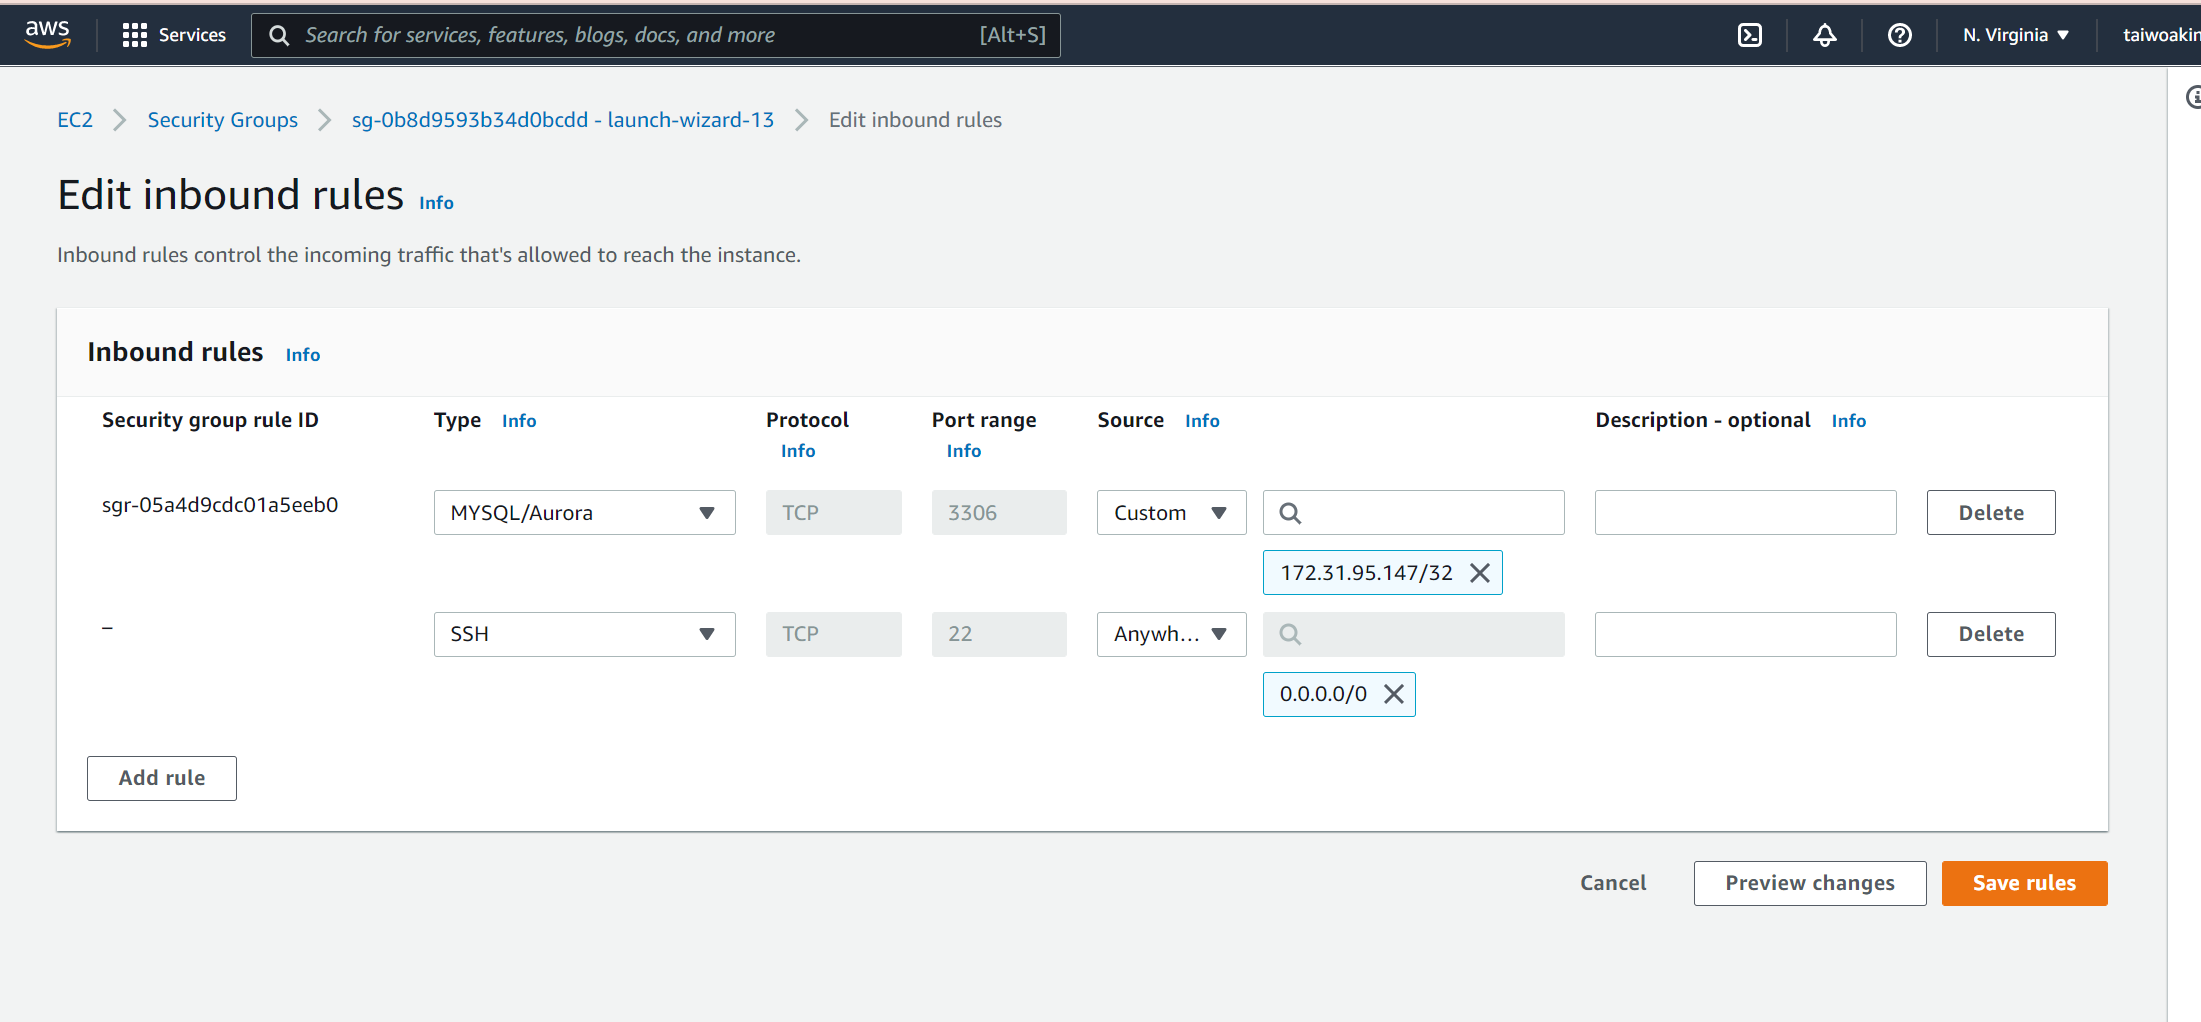 aws Services Search for services, features, blogs, docs, and more [Alt+S] N. Virginia taiwoakin
EC2 Security Groups sg-0b8d9593b34d0bcdd - launch-wizard-13 Edit inbound rules
Edit inbound rules Info
Inbound rules control the incoming traffic that's allowed to reach the instance.
Inbound rules Info
Security group rule ID Type Info Protocol Port range Source Info Description - optional Info
Info Info
sgr-05a4d9cdc01a5eeb0 MYSQL/Aurora TCP 3306 Custom Delete
172.31.95.147/32
– SSH TCP 22 Anywh... Delete
0.0.0.0/0
Add rule
Cancel Preview changes Save rules